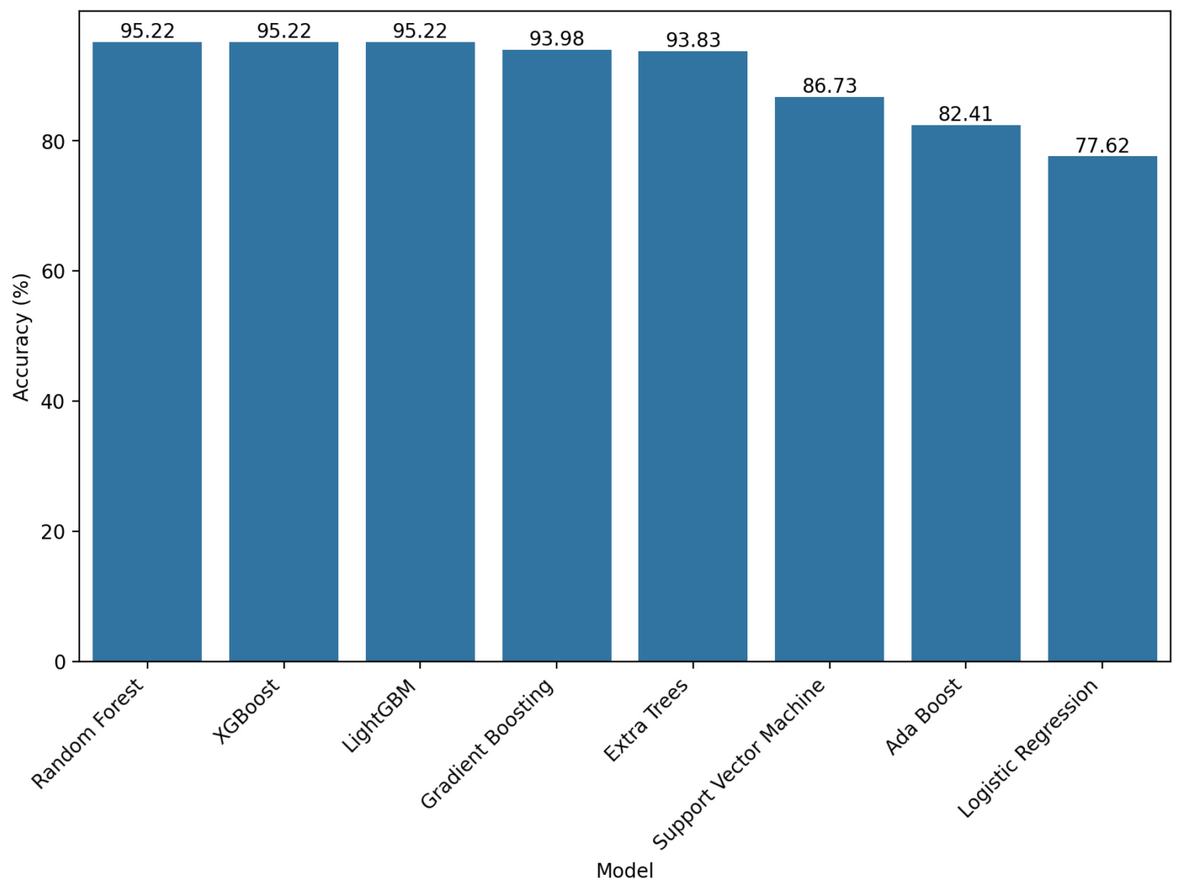 95.22 95.22 95.22 93.98 93.83 86.73 82.41 77.62
80
60
40
20
0
Accuracy (%)
Random Forest
XGBoost
LightGBM
Gradient Boosting
Extra Trees
Support Vector Machine
Ada Boost
Logistic Regression
Model